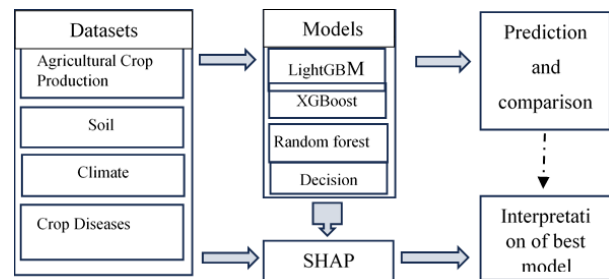 Datasets
Agricultural Crop
Production
Soil
Climate
Crop Diseases
Models
LightGBM
XGBoost
Random forest
Decision
SHAP
Prediction
and
comparison
Interpretati
on of best
model